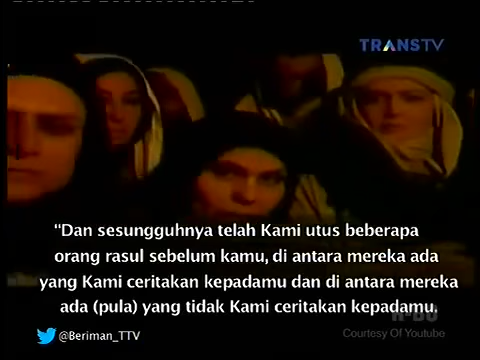 TRANSTV
"Dan sesungguhnya telah Kami utus beberapa
orang rasul sebelum kamu, di antara mereka ada
yang Kami ceritakan kepadamu dan di antara mereka
ada (pula) yang tidak Kami ceritakan kepadamu.
@Beriman_TTV
Courtesy Of Youtube